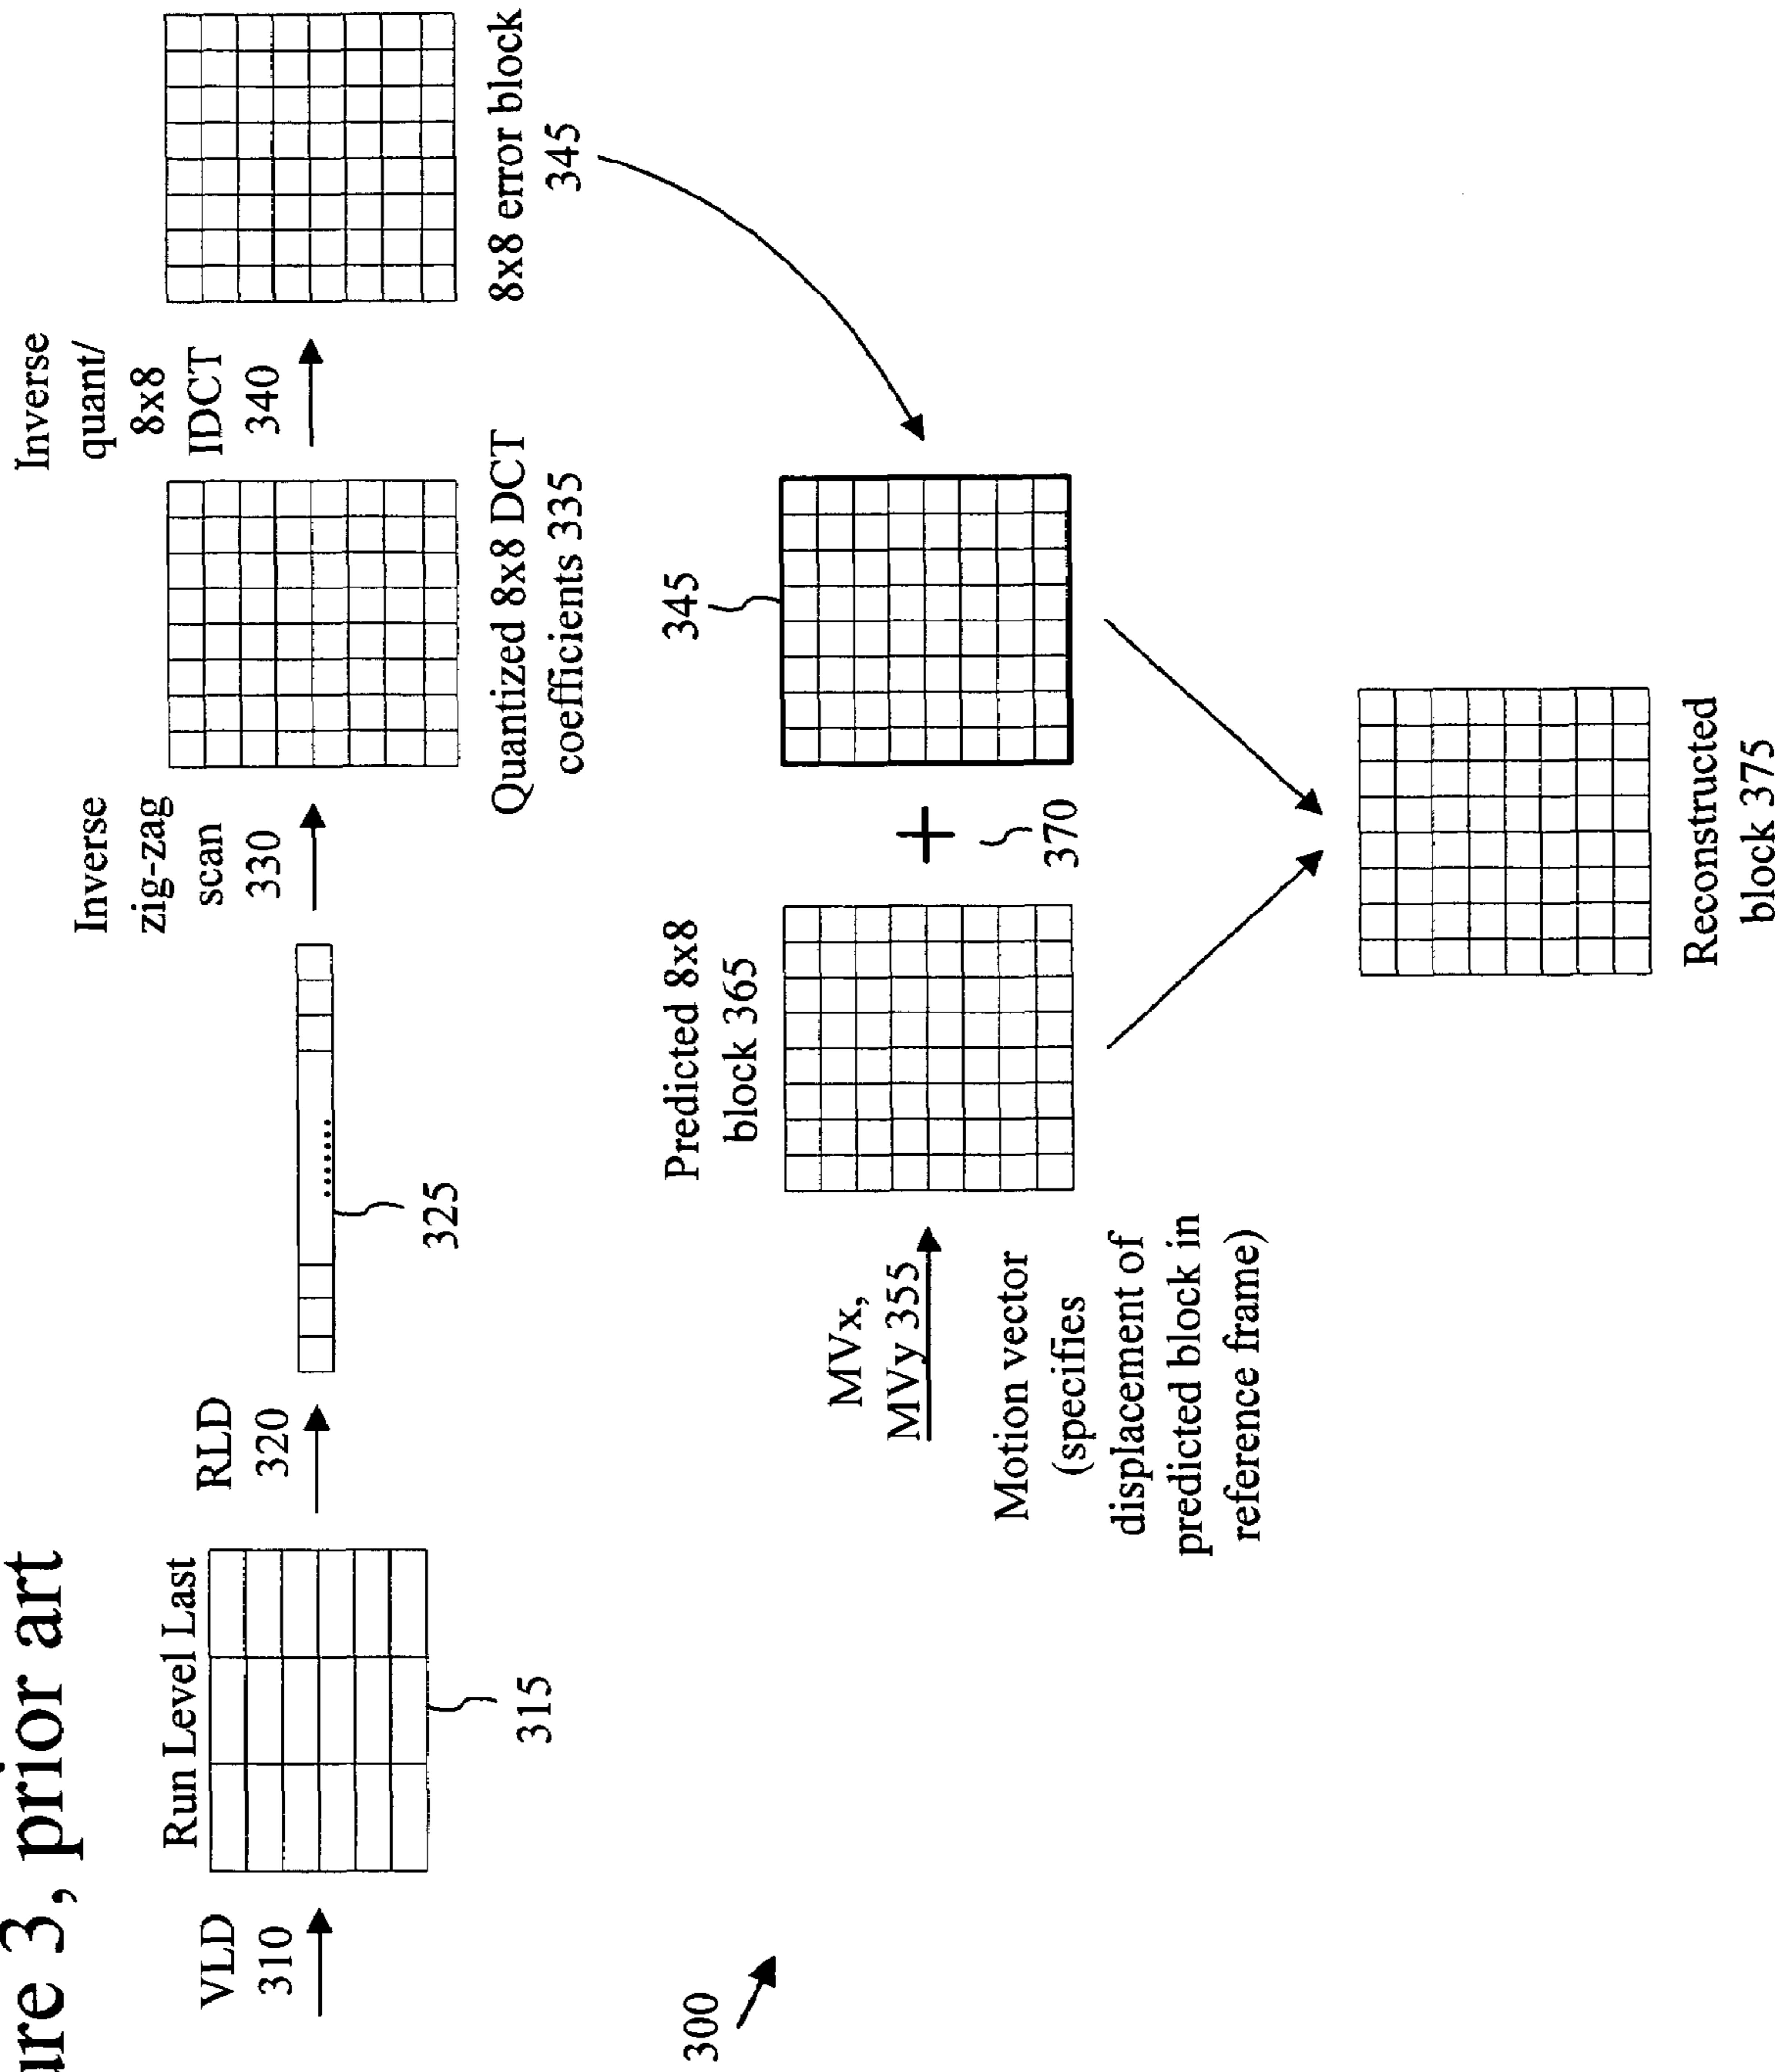 ure 3, prior art
VLD
310
Run Level Last
315
RLD
320
325
Inverse
zig-zag
scan
330
Quantized 8x8 DCT
coefficients 335
Inverse
quant/
8x8
IDCT
340
8x8 error block
345
300
MVx,
MVy 355
Motion vector
(specifies
displacement of
predicted block in
reference frame)
Predicted 8x8
block 365
+
370
345
Reconstructed
block 375